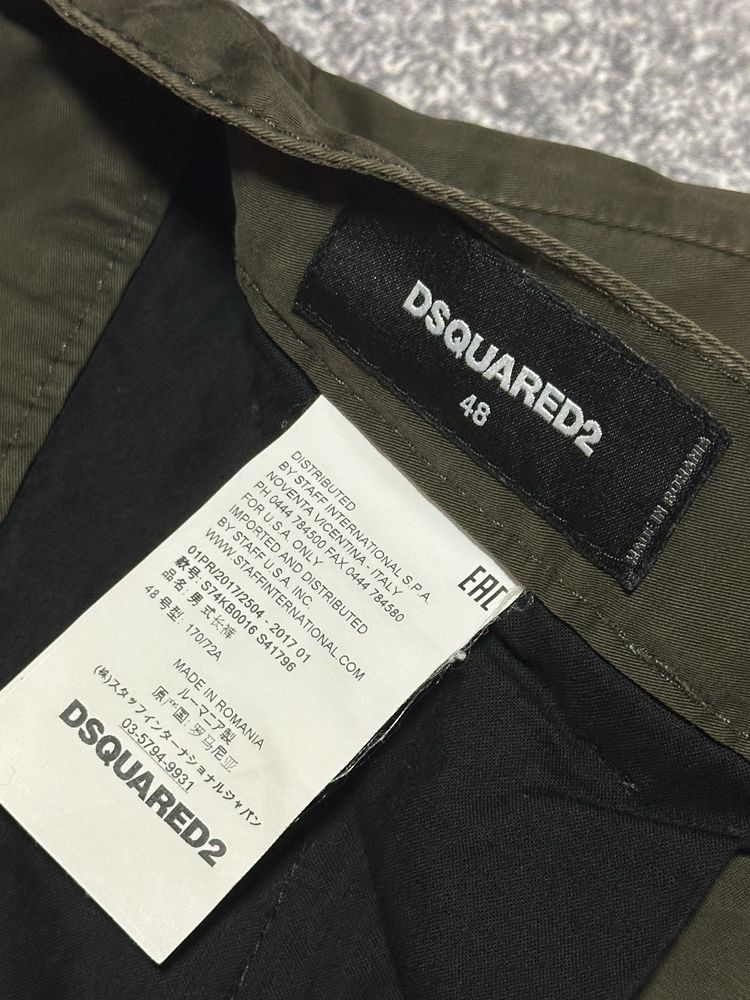 DSQUARED2
48
MADE IN ROMANIA
DISTRIBUTED
BY STAFF INTERNATIONAL S.P.A.
NOVENTA VICENTINA - ITALY
PH 0444 784500 FAX 0444 784580
FOR U.S.A. ONLY
IMPORTED AND DISTRIBUTED
BY STAFF U.S.A. INC.
WWW.STAFFINTERNATIONAL.COM
EAC
01PR/2017/2504 - 2017 01
款号: S74KB0016 S41796
品名: 男 式长裤
48 号型: 170/72A
MADE IN ROMANIA
ルーマニア製
原产国: 罗马尼亚
(株)スタッフインターナショナルジャパン
03-5794-9931
DSQUARED2